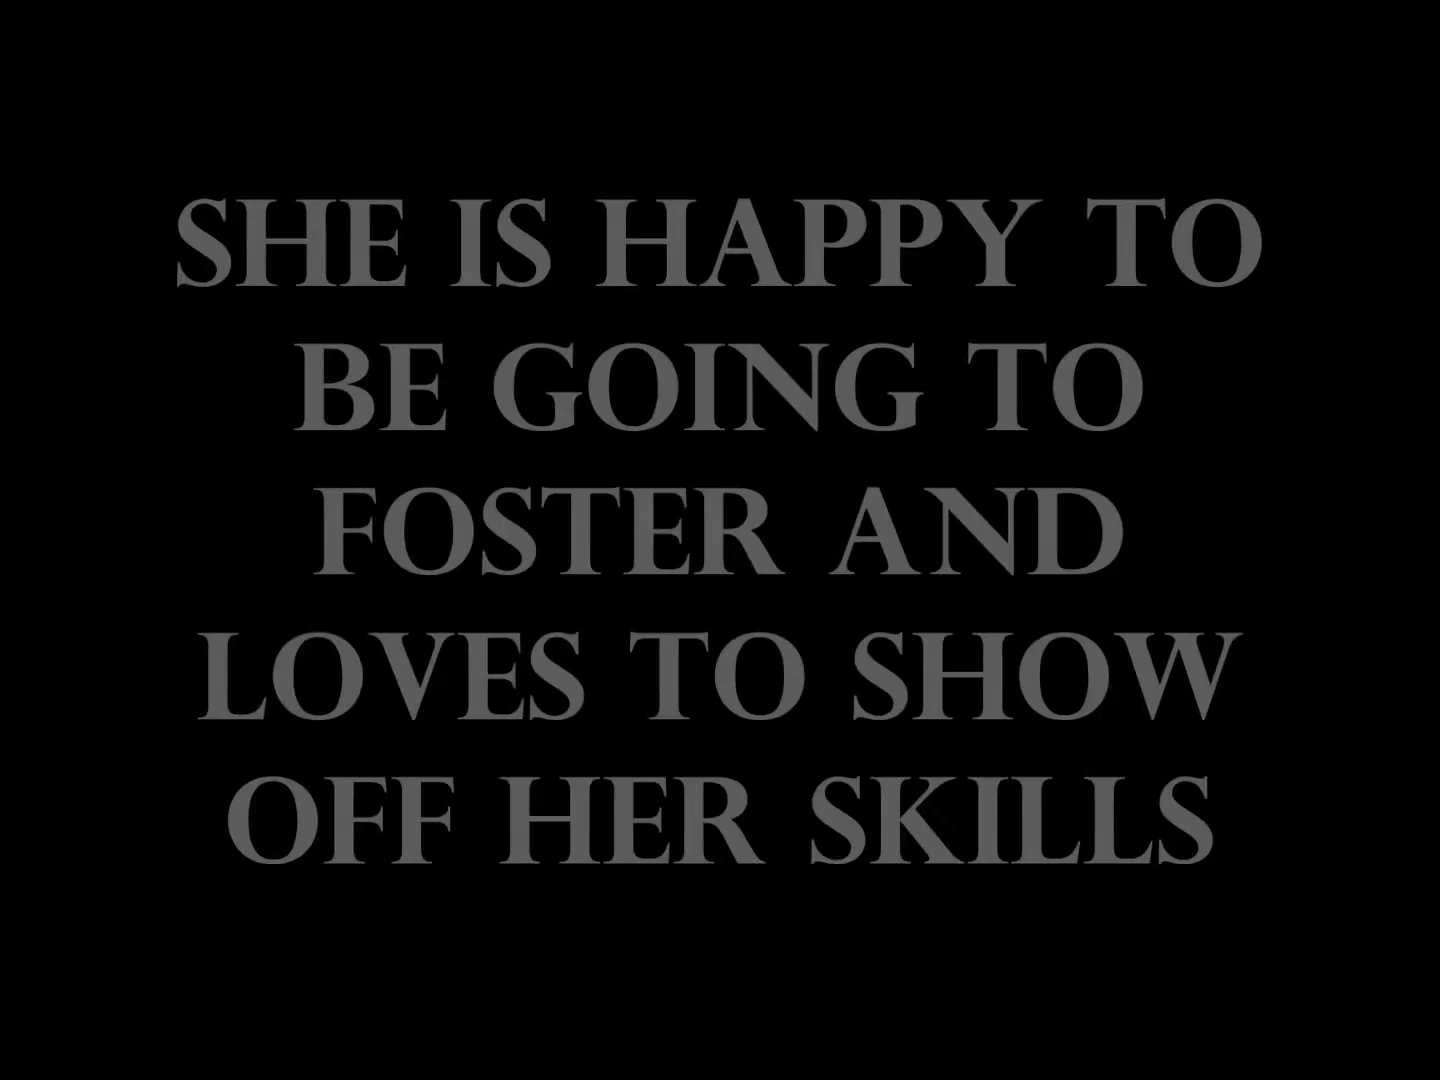 SHE IS HAPPY TO
BE GOING TO
FOSTER AND
LOVES TO SHOW
OFF HER SKILLS